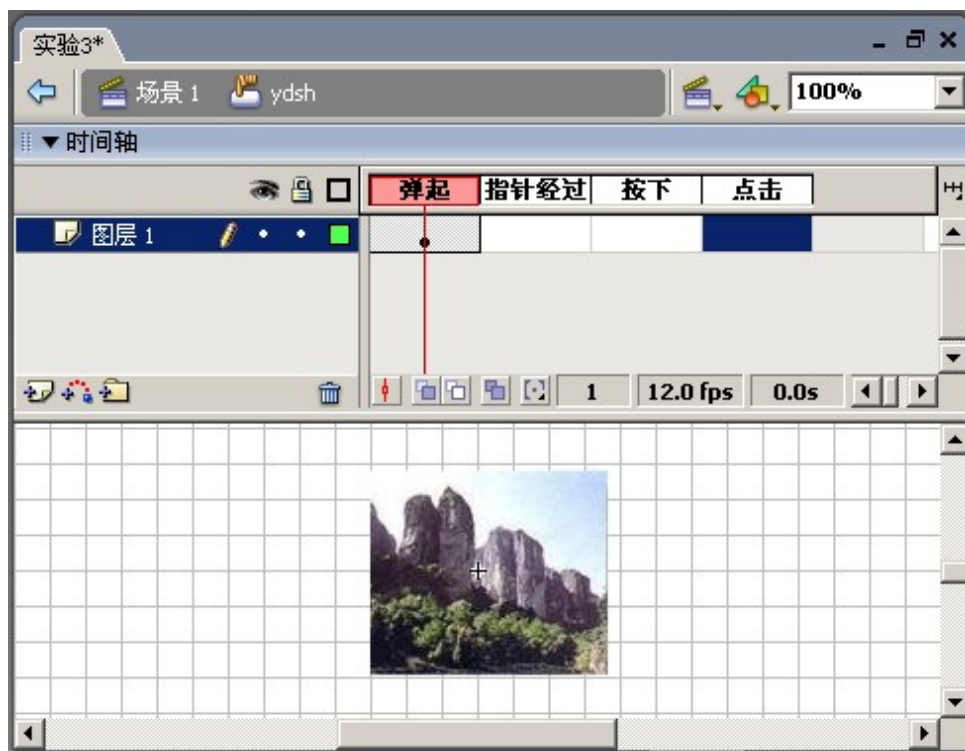 实验3*
场景 1 ydsh 100%
时间轴
弹起 指针经过 按下 点击
图层 1
1 12.0 fps 0.0s